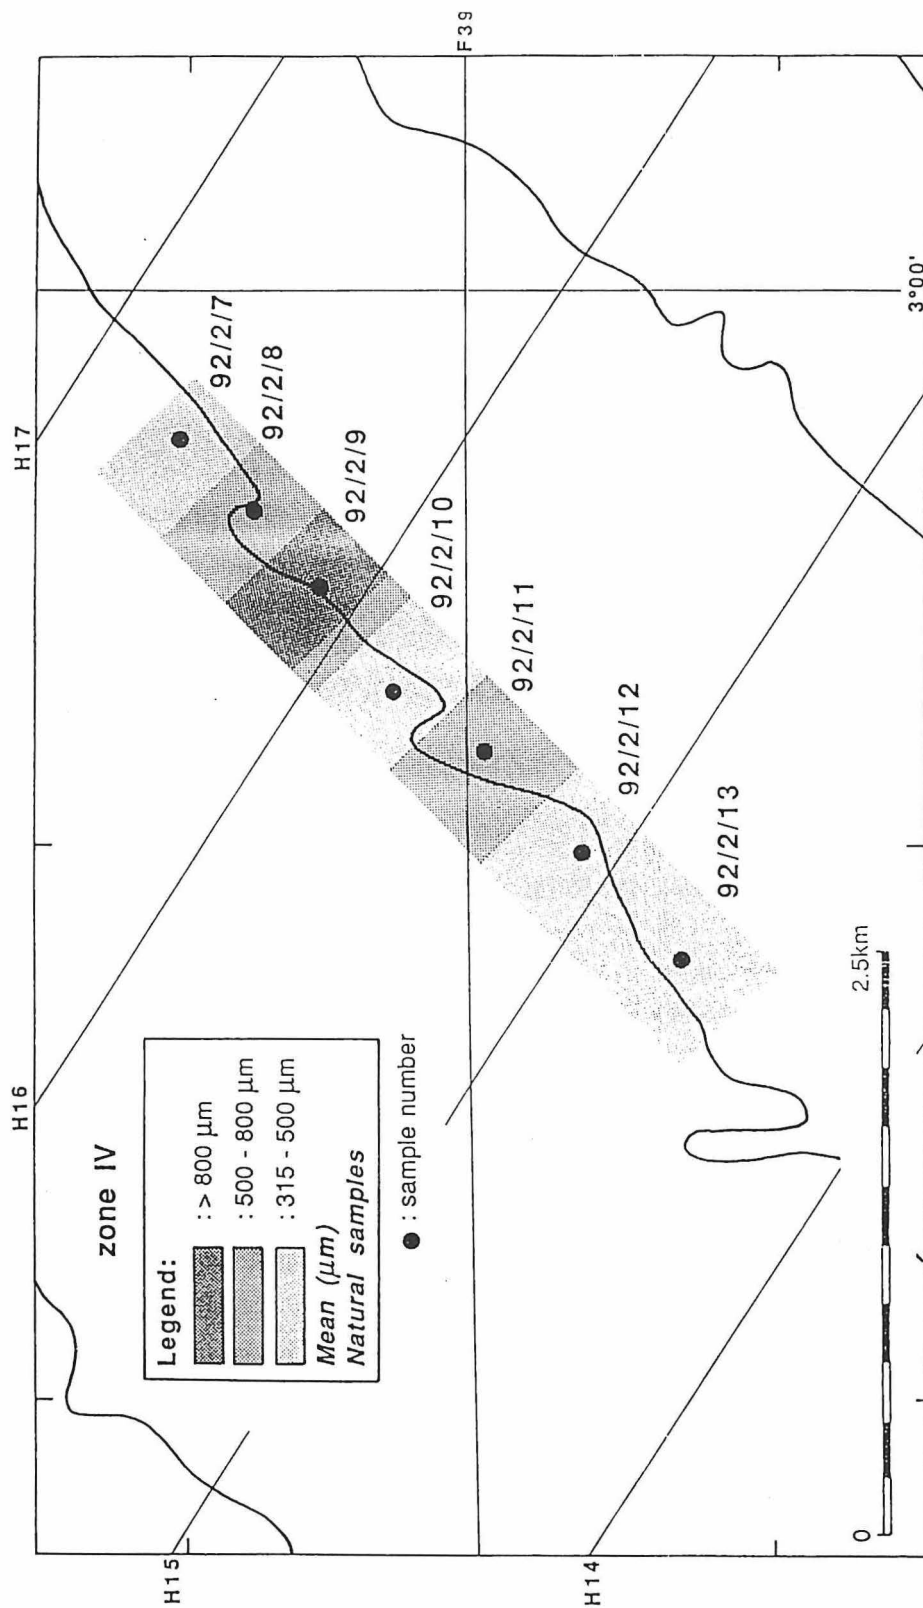 zone IV
Legend:
: > 800 µm
: 500 - 800 µm
: 315 - 500 µm
Mean (µm)
Natural samples
: sample number
H15
H16
H17
H14
F39
3°00'
92/2/7
92/2/8
92/2/9
92/2/10
92/2/11
92/2/12
92/2/13
0
2.5km